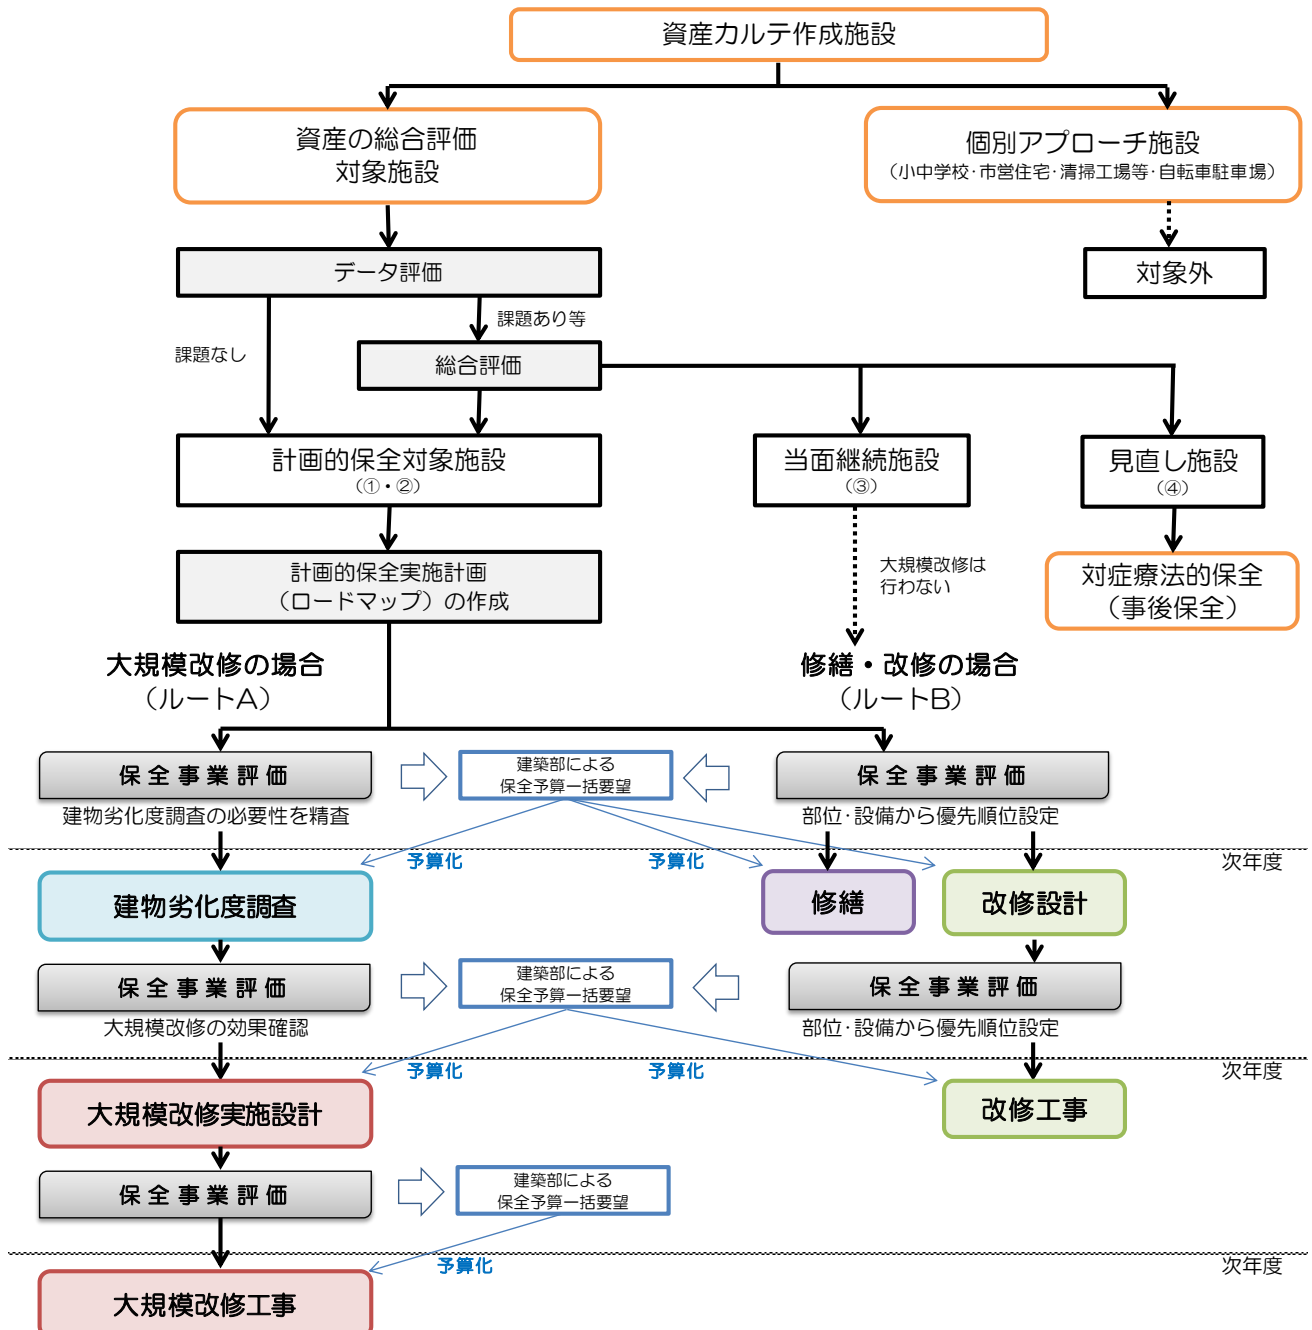 資産カルテ作成施設
資産の総合評価
対象施設
個別アプローチ施設
（小中学校・市営住宅・清掃工場等・自転車駐車場）
データ評価
対象外
課題あり等
課題なし
総合評価
計画的保全対象施設
（①・②）
当面継続施設
（③）
見直し施設
（④）
計画的保全実施計画
（ロードマップ）の作成
大規模改修は
行わない
対症療法的保全
（事後保全）
大規模改修の場合
（ルートA）
修繕・改修の場合
（ルートB）
保全事業評価
建築部による
保全予算一括要望
保全事業評価
建物劣化度調査の必要性を精査
部位・設備から優先順位設定
予算化
予算化
次年度
建物劣化度調査
修繕
改修設計
保全事業評価
建築部による
保全予算一括要望
保全事業評価
大規模改修の効果確認
部位・設備から優先順位設定
予算化
予算化
次年度
大規模改修実施設計
改修工事
保全事業評価
建築部による
保全予算一括要望
予算化
次年度
大規模改修工事